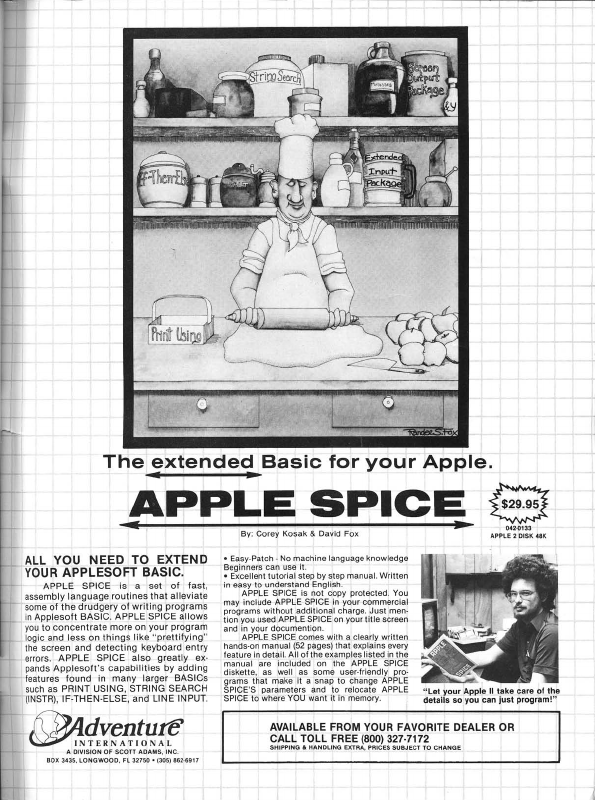 String Search
Molasses
Screen
Output
Package
If-Then-Else
Extended
Input
Package
Print Using
Randee S. Fox
The extended Basic for your Apple.
APPLE SPICE
$29.95
042-0133
APPLE 2 DISK 48K
By: Corey Kosak & David Fox
ALL YOU NEED TO EXTEND
YOUR APPLESOFT BASIC.
APPLE SPICE is a set of fast,
assembly language routines that alleviate
some of the drudgery of writing programs
in Applesoft BASIC. APPLE SPICE allows
you to concentrate more on your program
logic and less on things like "prettifying"
the screen and detecting keyboard entry
errors. APPLE SPICE also greatly ex-
pands Applesoft's capabilities by adding
features found in many larger BASICs
such as PRINT USING, STRING SEARCH
(INSTR), IF-THEN-ELSE, and LINE INPUT.
• Easy-Patch - No machine language knowledge
Beginners can use it.
• Excellent tutorial step by step manual. Written
in easy to understand English.
APPLE SPICE is not copy protected. You
may include APPLE SPICE in your commercial
programs without additional charge. Just men-
tion you used APPLE SPICE on your title screen
and in your documention.
APPLE SPICE comes with a clearly written
hands-on manual (52 pages) that explains every
feature in detail. All of the examples listed in the
manual are included on the APPLE SPICE
diskette, as well as some user-friendly pro-
grams that make it a snap to change APPLE
SPICE'S parameters and to relocate APPLE
SPICE to where YOU want it in memory.
APPLE
SPICE
"Let your Apple II take care of the
details so you can just program!"
Adventure
INTERNATIONAL
A DIVISION OF SCOTT ADAMS, INC.
BOX 3435, LONGWOOD, FL 32750 • (305) 862-6917
AVAILABLE FROM YOUR FAVORITE DEALER OR
CALL TOLL FREE (800) 327-7172
SHIPPING & HANDLING EXTRA, PRICES SUBJECT TO CHANGE